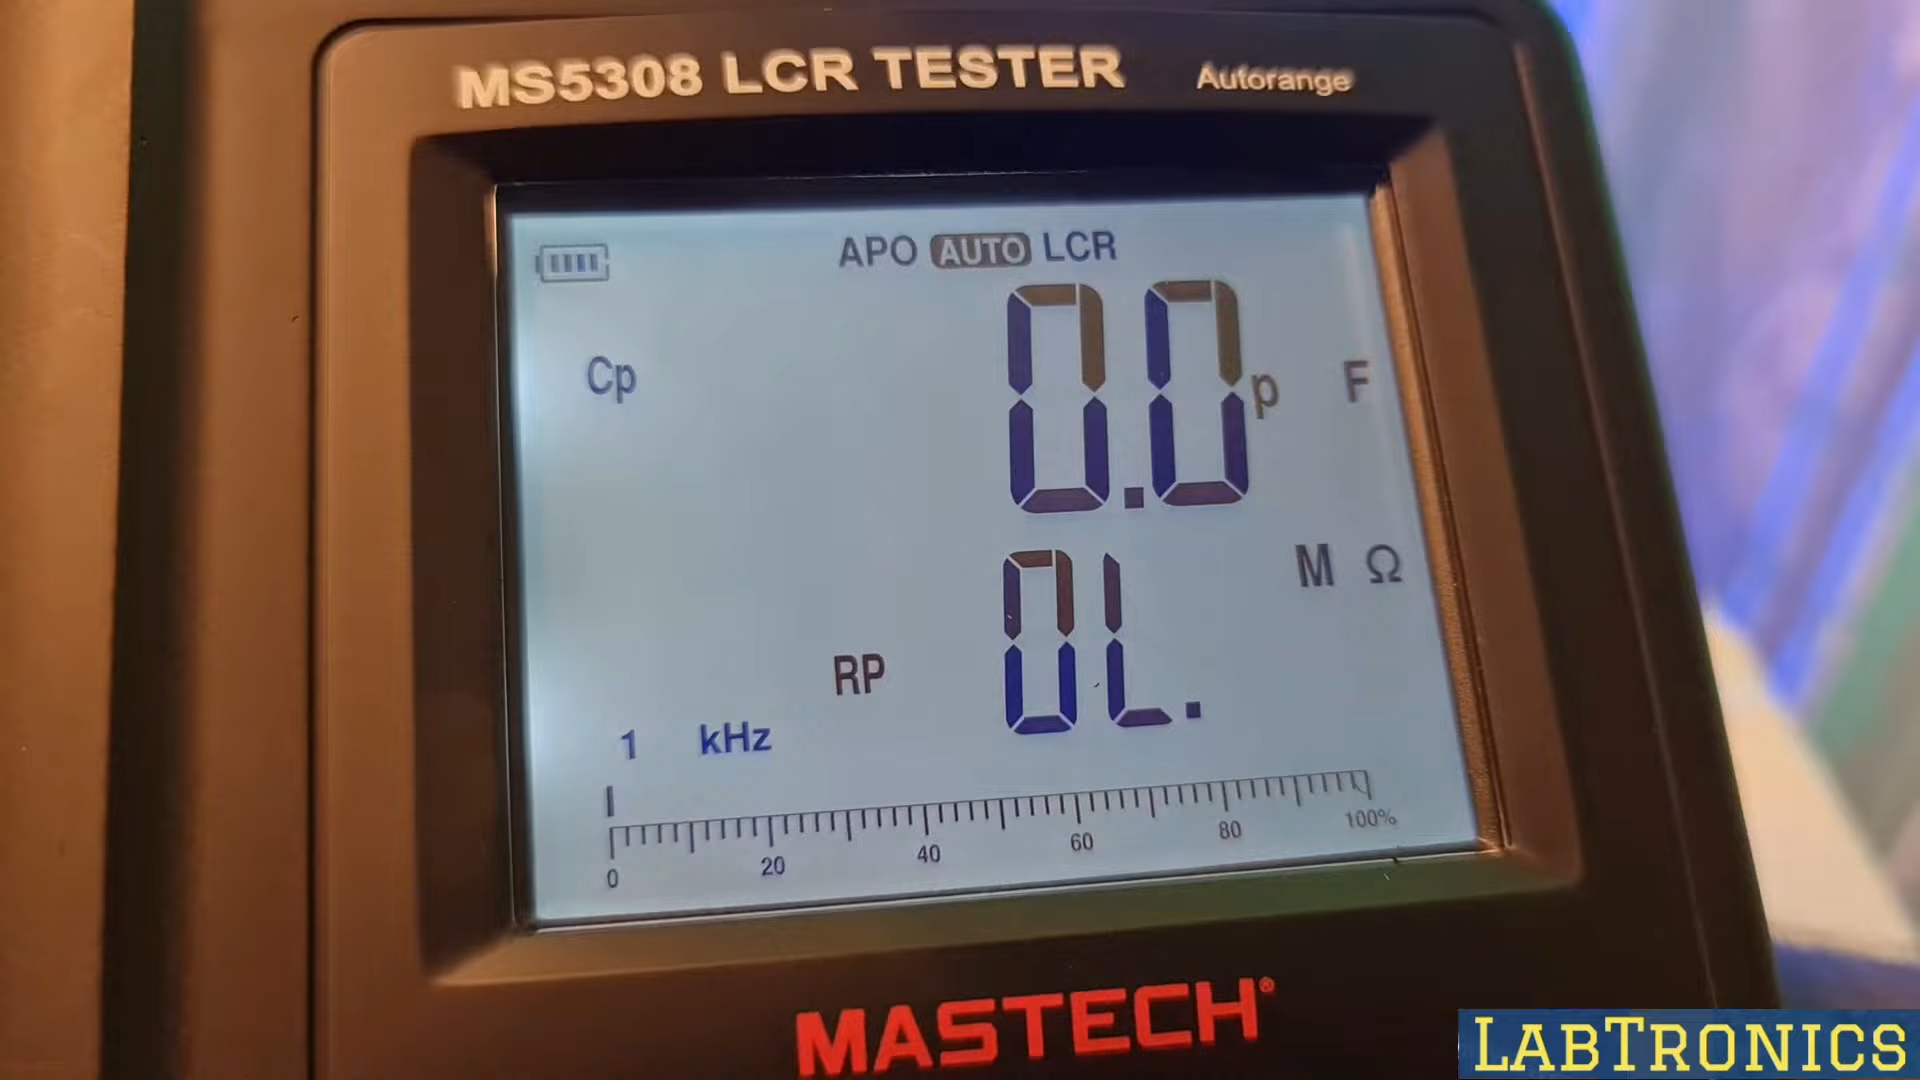 MS5308 LCR TESTER Autorange
APO AUTO LCR
Cp 0.0 p F
RP OL. M Ω
1 kHz
0 20 40 60 80 100%
MASTECH®
LABTRONICS